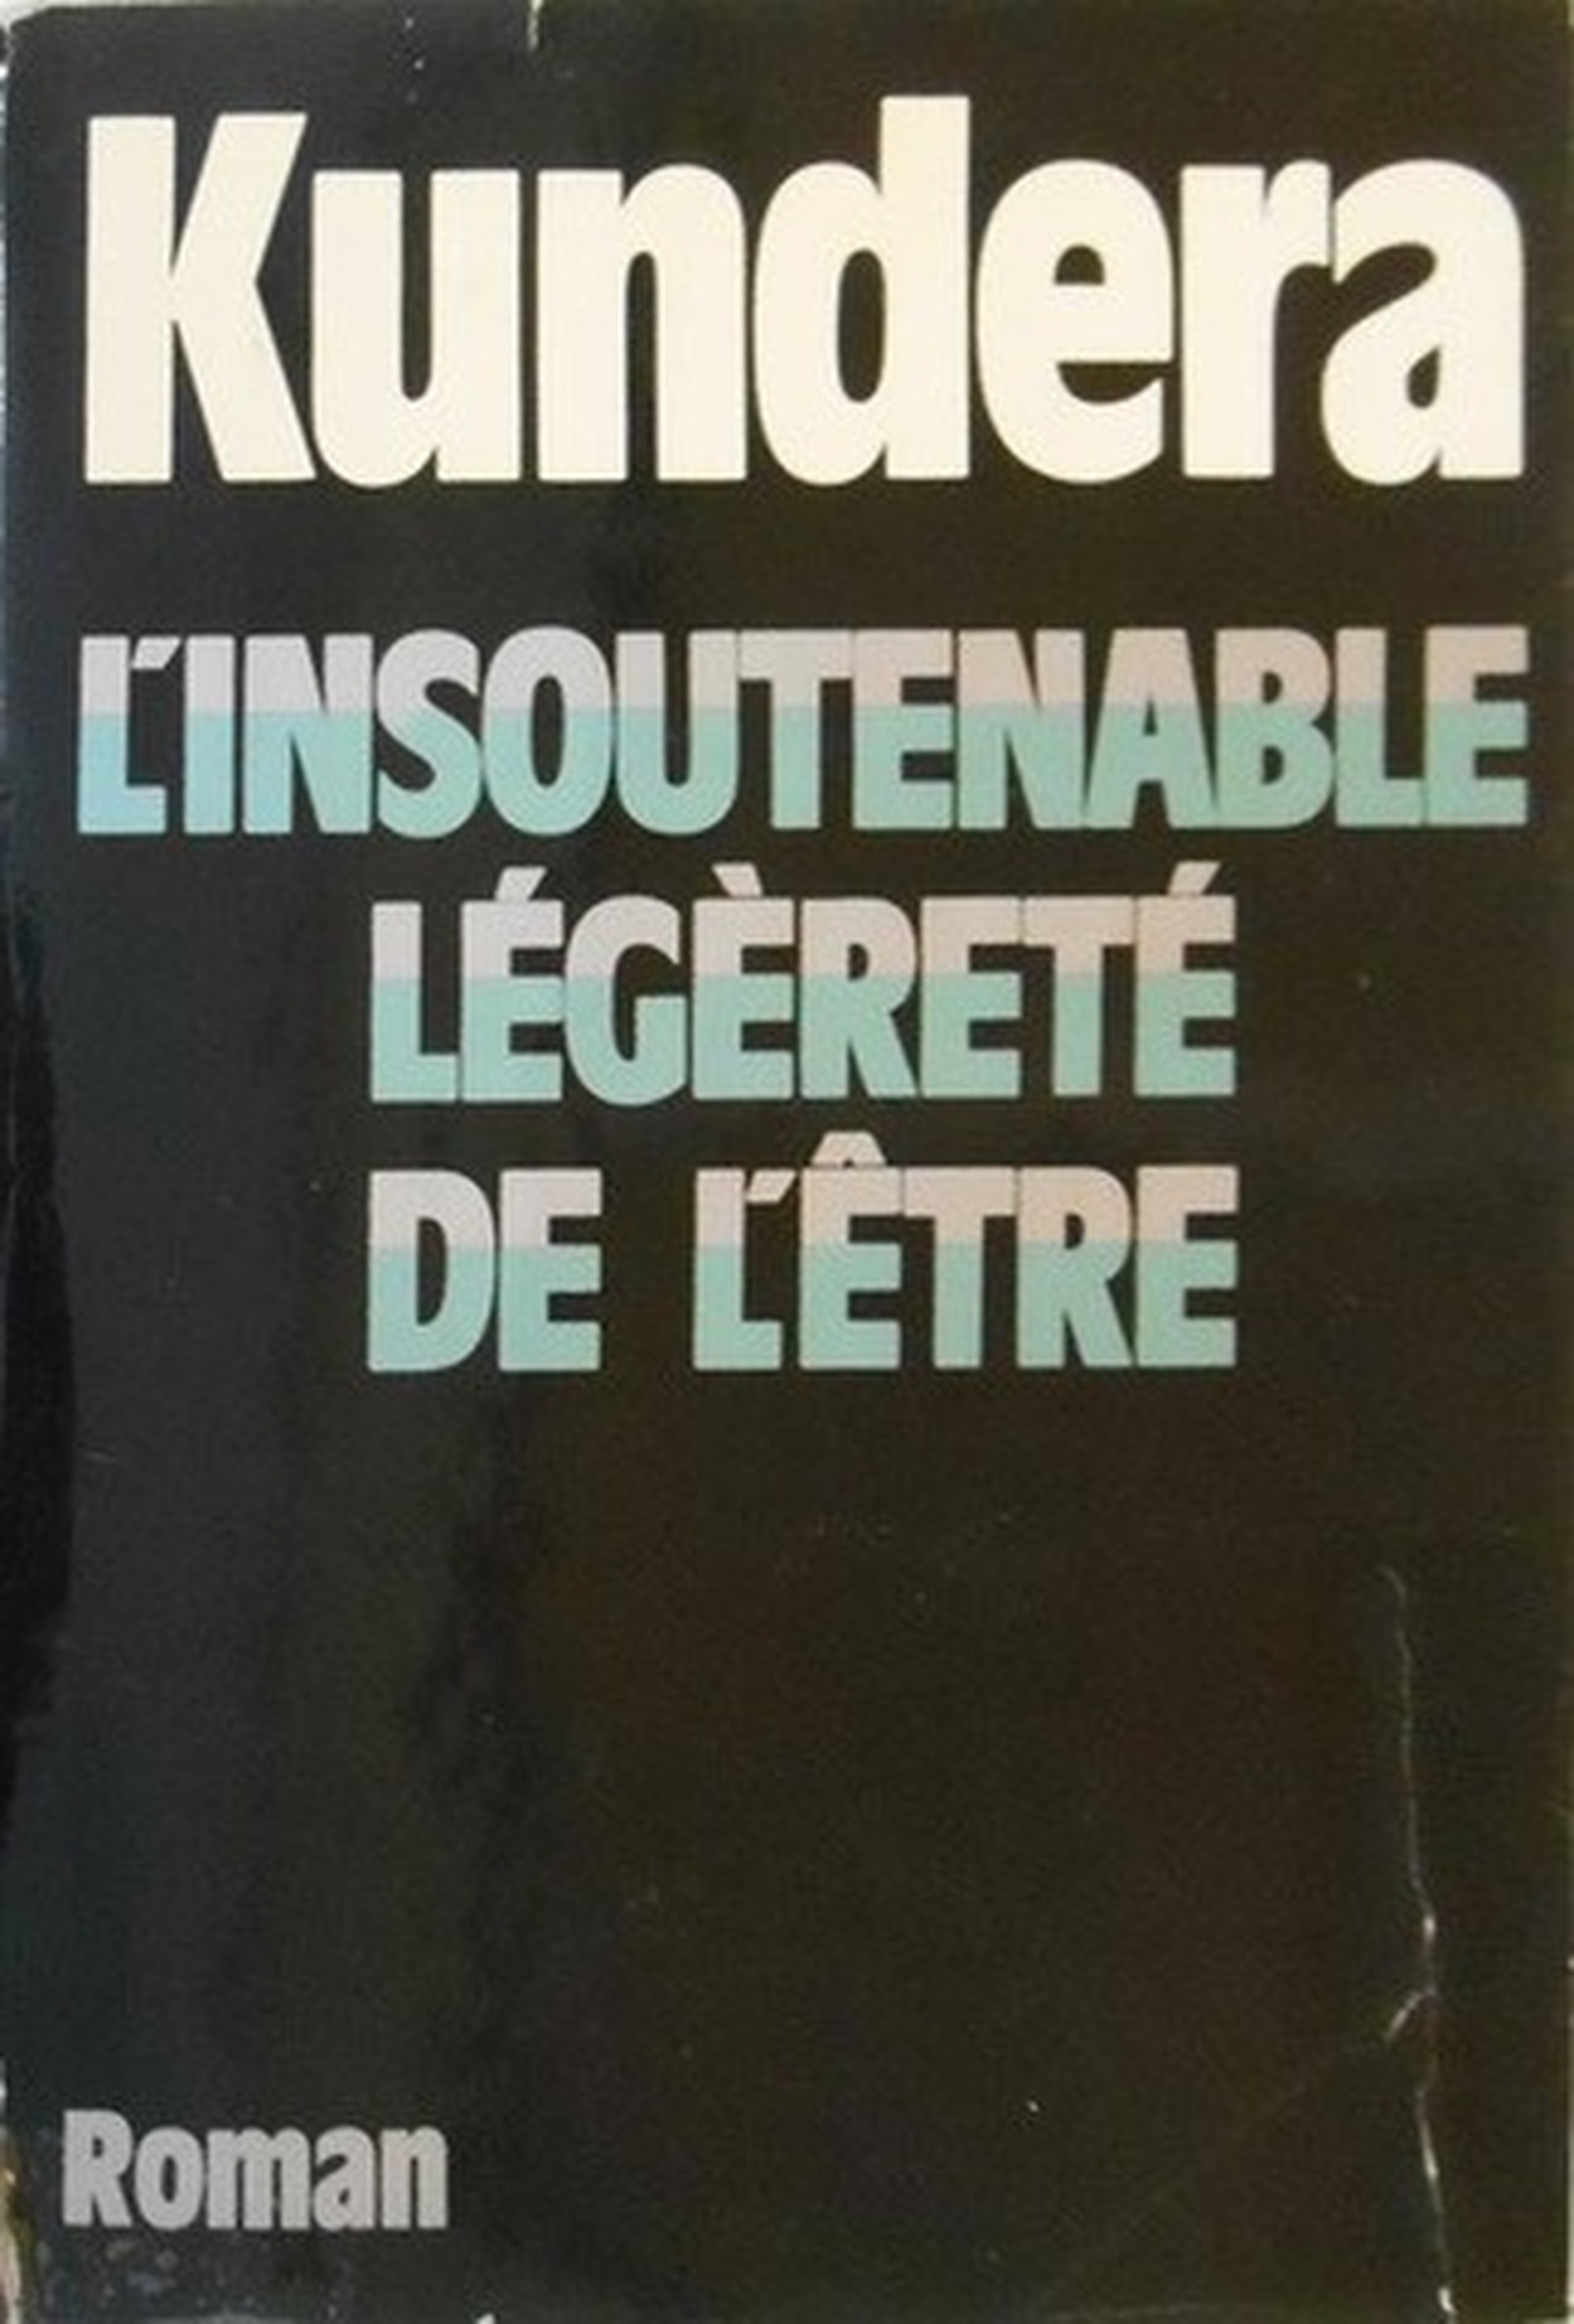 Kundera
L'INSOUTENABLE
LÉGÈRETÉ
DE L'ÊTRE
Roman